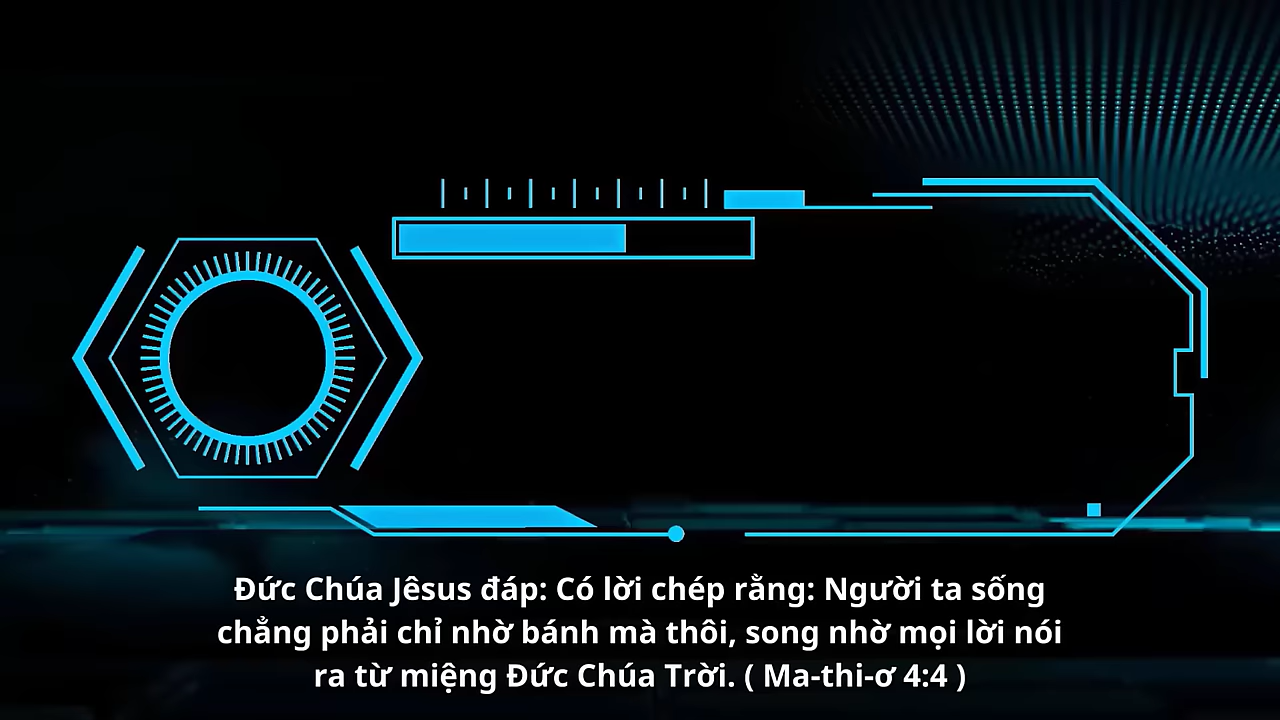 Đức Chúa Jêsus đáp: Có lời chép rằng: Người ta sống
chẳng phải chỉ nhờ bánh mà thôi, song nhờ mọi lời nói
ra từ miệng Đức Chúa Trời. ( Ma-thi-ơ 4:4 )